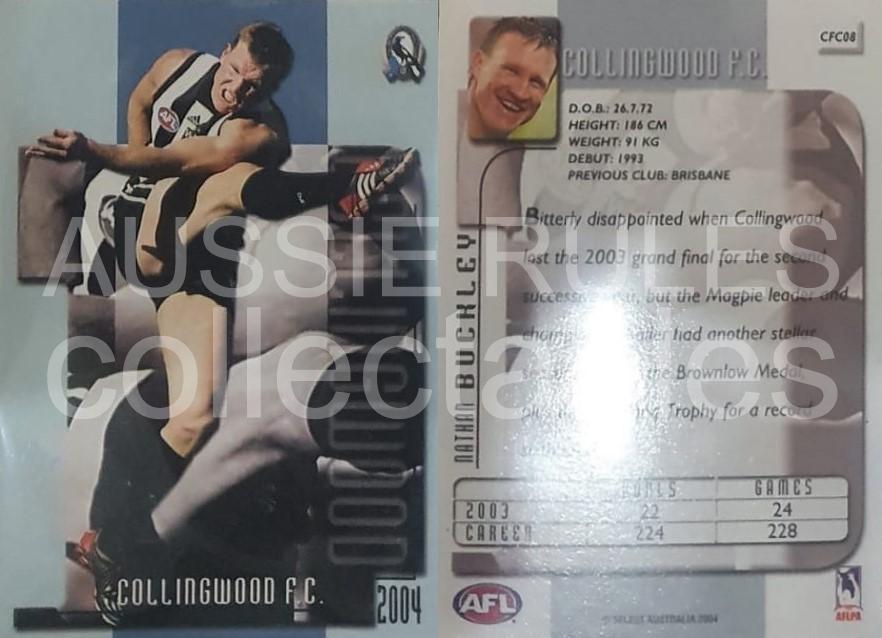 COLLINGWOOD
COLLINGWOOD F.C.
2004
AUSSIE RULES
collectables
CFC08
COLLINGWOOD F.C.
D.O.B.: 26.7.72
HEIGHT: 186 CM
WEIGHT: 91 KG
DEBUT: 1993
PREVIOUS CLUB: BRISBANE
NATHAN BUCKLEY
Bitterly disappointed when Collingwood
lost the 2003 grand final for the second
successive year, but the Magpie leader and
had another stellar
the Brownlow Medal,
Trophy for a record
GOALS GAMES
2003 22 24
CAREER 224 228
AFL
© SELECT AUSTRALIA 2004
AFLPA